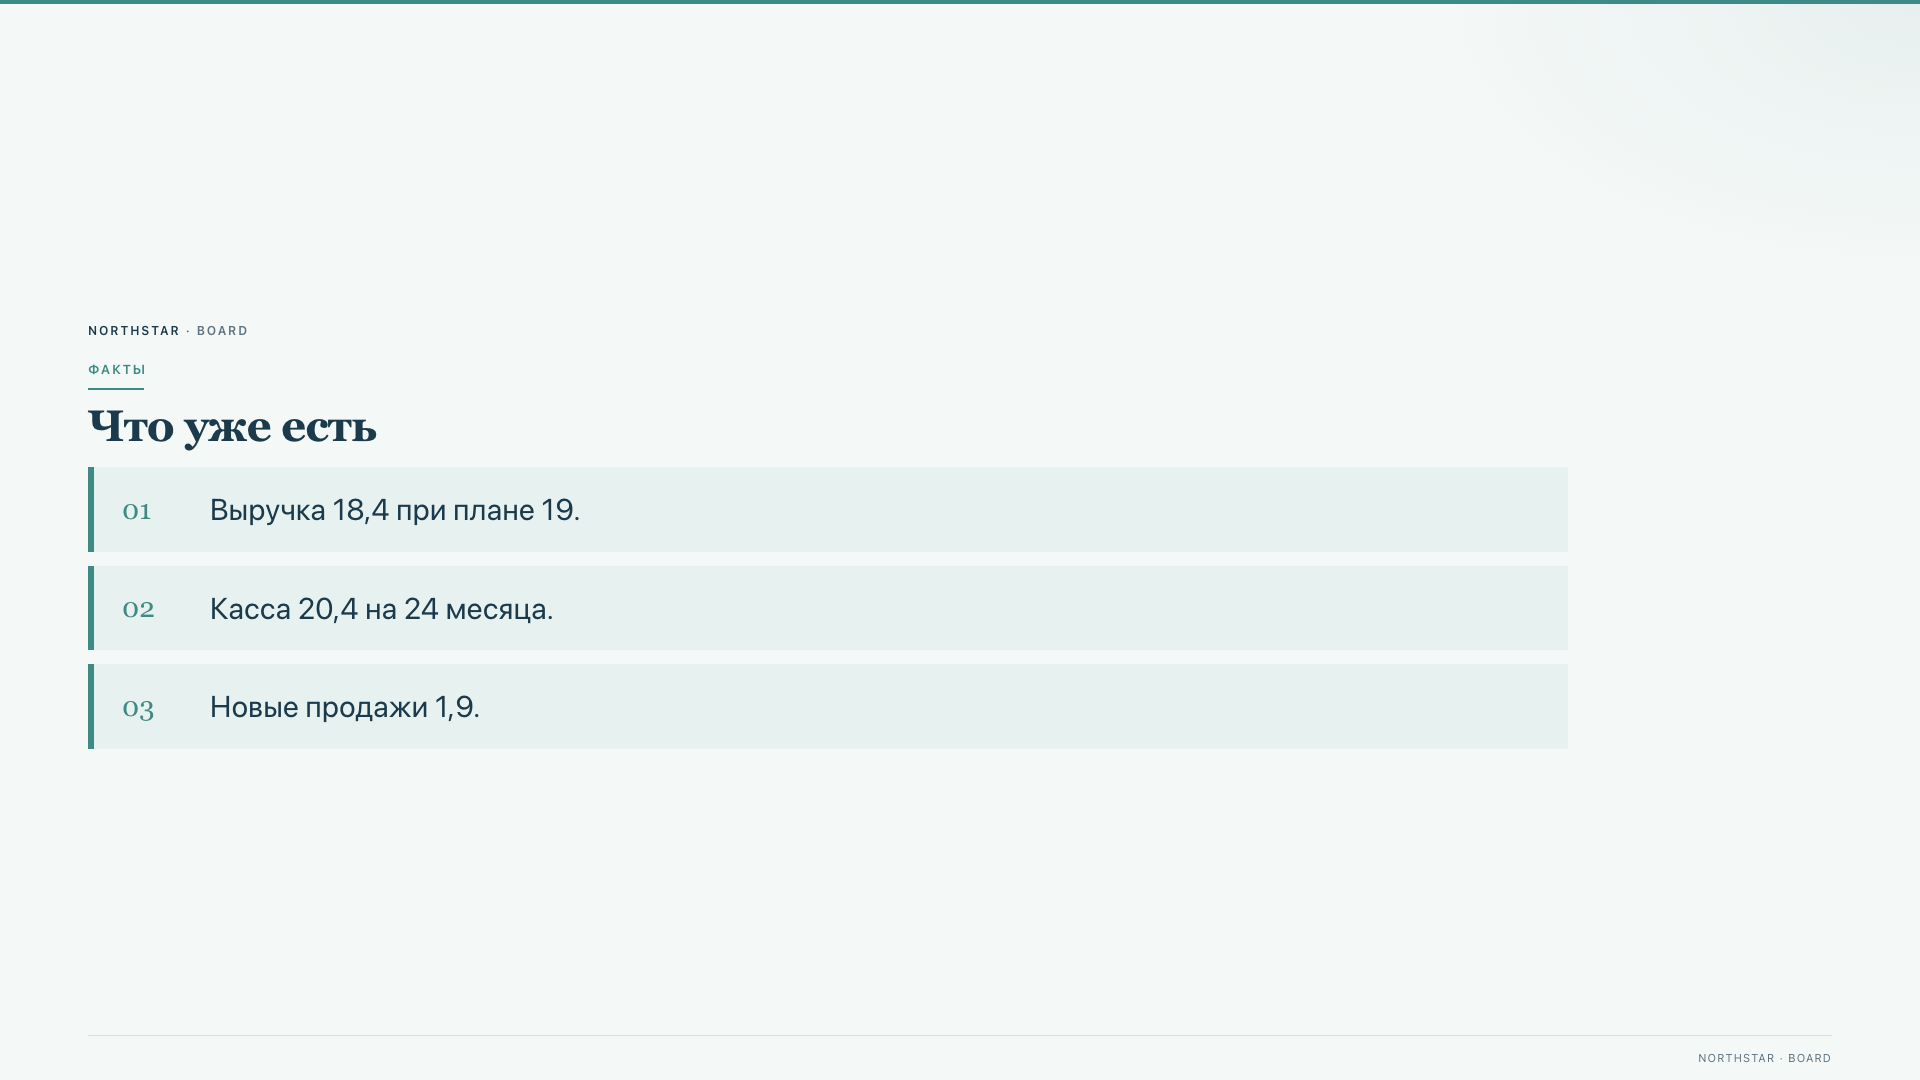 NORTHSTAR · BOARD
ФАКТЫ
Что уже есть
01 Выручка 18,4 при плане 19.
02 Касса 20,4 на 24 месяца.
03 Новые продажи 1,9.
NORTHSTAR · BOARD